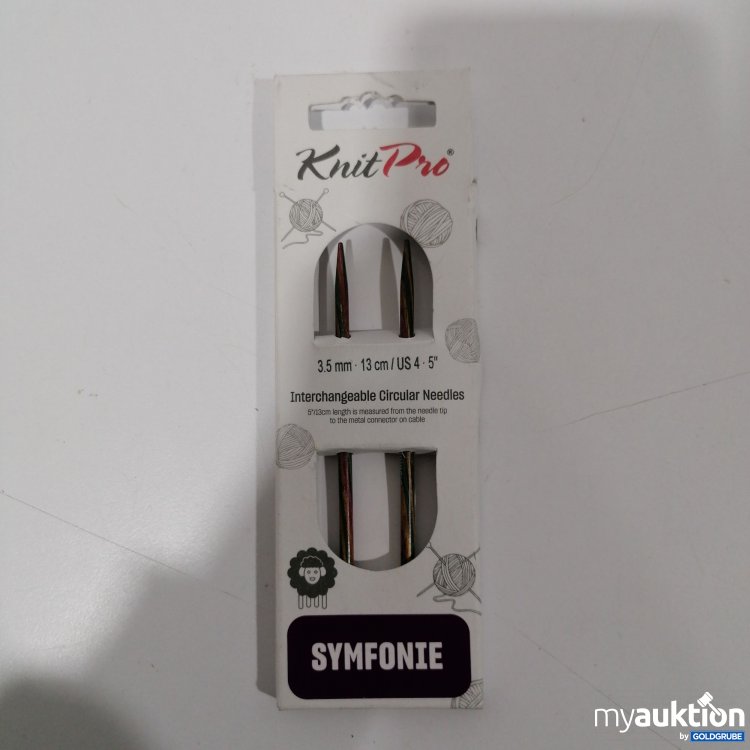 KnitPro®
3.5 mm · 13 cm / US 4 · 5"
Interchangeable Circular Needles
5"/13cm length is measured from the needle tip
to the metal connector on cable
SYMFONIE
myauktion
by GOLDGRUBE